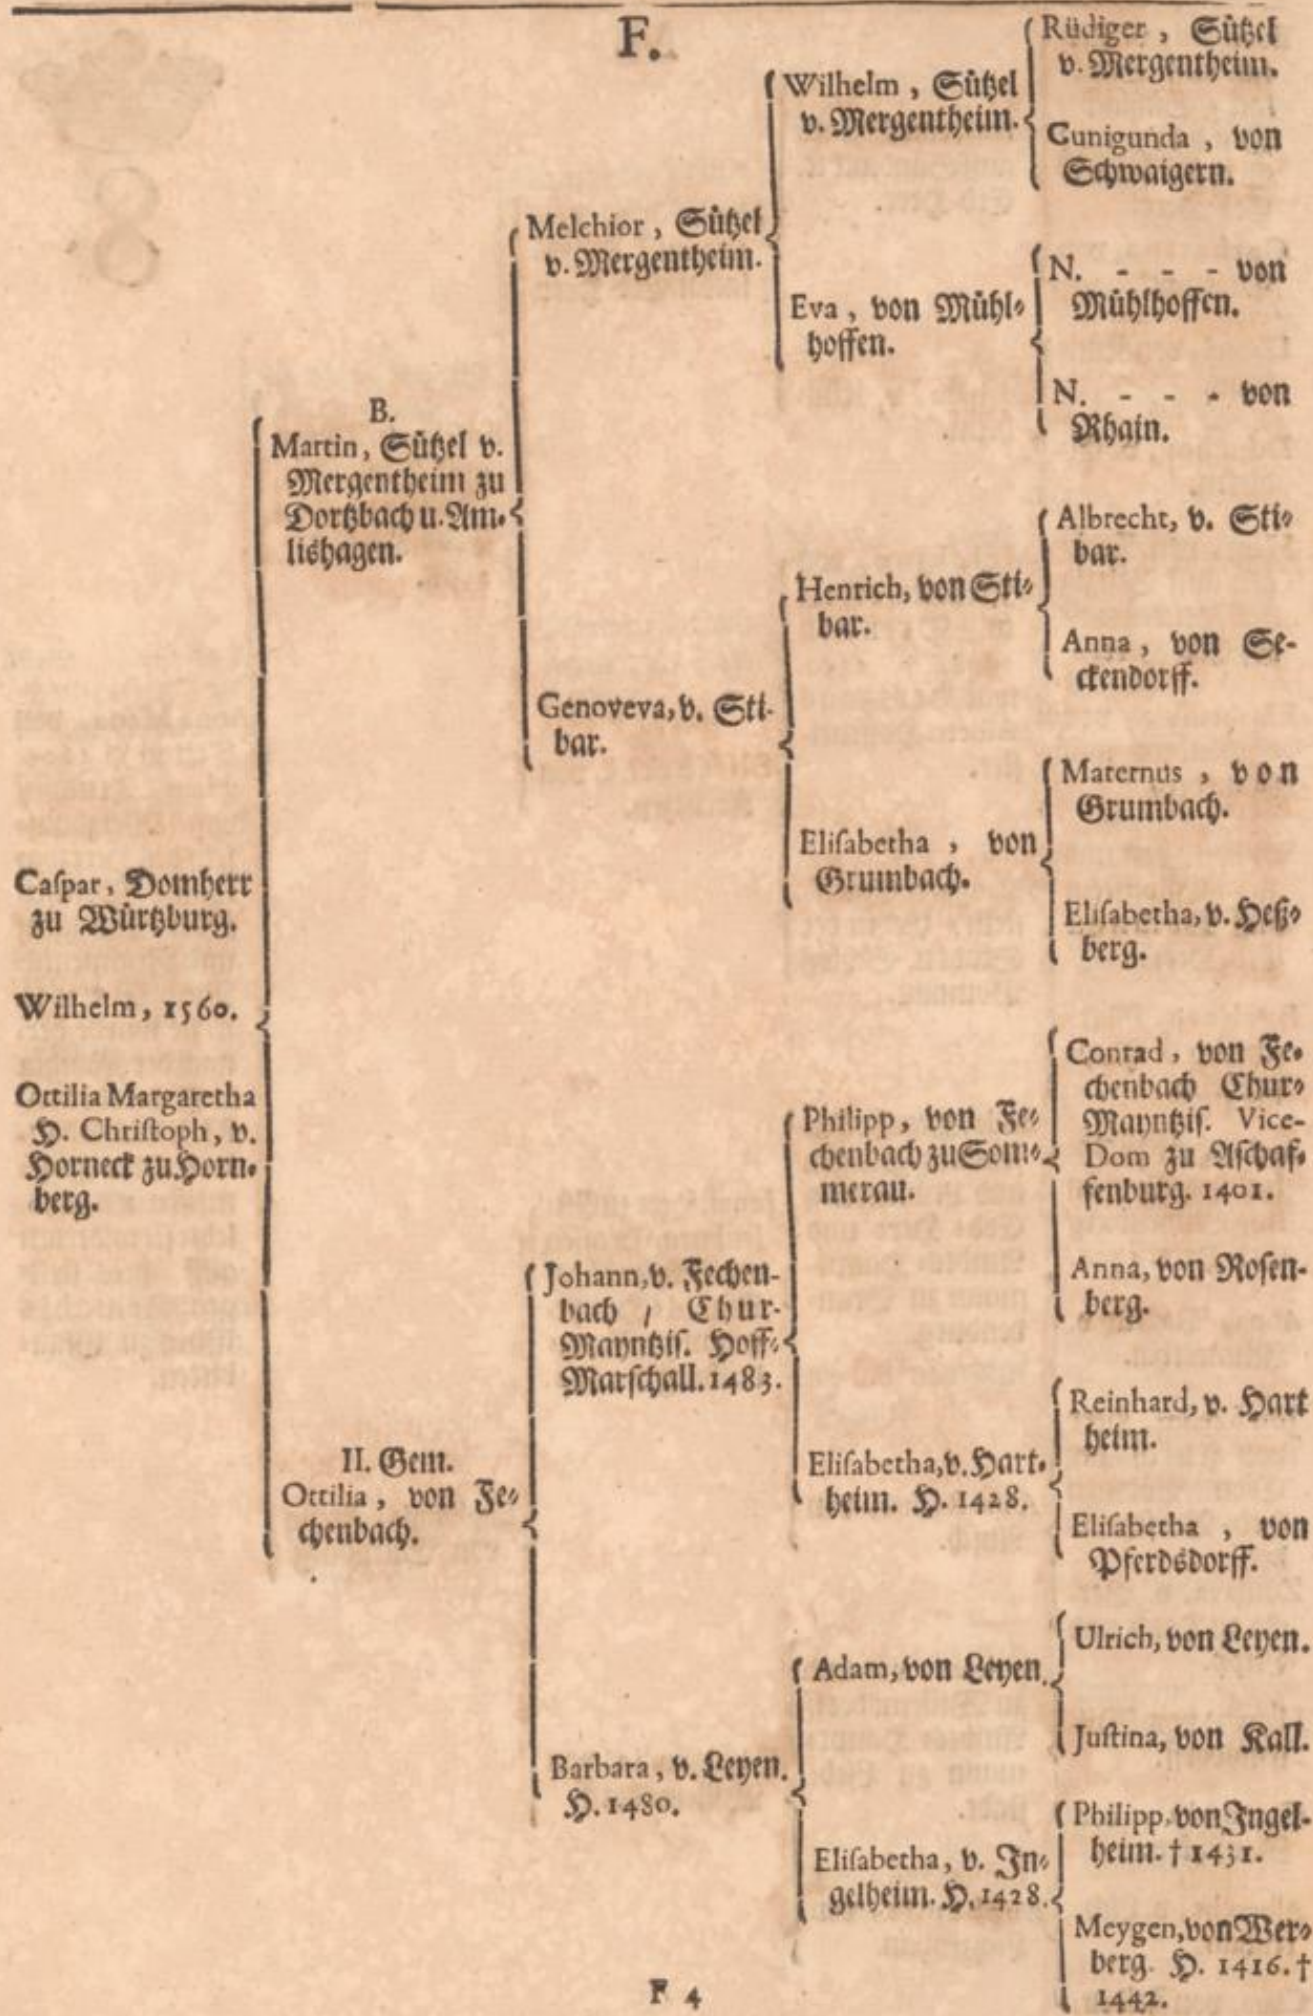 F.
Caspar, Domherr
zu Würtzburg.
Wilhelm, 1560.
Ottilia Margaretha
H. Christoph, v.
Horneck zu Horn-
berg.
B.
Martin, Sützel v.
Mergentheim zu
Dortzbach u. Am-
lishagen.
II. Gem.
Ottilia, von Fe-
chenbach.
Melchior, Sützel
v. Mergentheim.
Genoveva, v. Sti-
bar.
Johann, v. Fechen-
bach / Chur-
Mayntzis. Hoff-
Marschall. 1483.
Barbara, v. Leyen.
H. 1480.
Wilhelm, Sützel
v. Mergentheim.
Eva, von Mühl-
hoffen.
Henrich, von Sti-
bar.
Elisabetha, von
Grumbach.
Philipp, von Fe-
chenbach zu Som-
merau.
Elisabetha, v. Hart-
heim. H. 1428.
Adam, von Leyen.
Elisabetha, v. In-
gelheim. H. 1428.
Rüdiger, Sützel
v. Mergentheim.
Cunigunda, von
Schwaigern.
N. - - - von
Mühlhoffen.
N. - - - von
Rhain.
Albrecht, v. Sti-
bar.
Anna, von Se-
ckendorff.
Maternus, von
Grumbach.
Elisabetha, v. Heß-
berg.
Conrad, von Fe-
chenbach Chur-
Mayntzis. Vice-
Dom zu Aschaf-
fenburg. 1401.
Anna, von Rosen-
berg.
Reinhard, v. Hart
heim.
Elisabetha, von
Pferdsdorff.
Ulrich, von Leyen.
Justina, von Kall.
Philipp, von Ingel-
heim. † 1431.
Meygen, von Wer-
berg. H. 1416. †
1442.
F 4